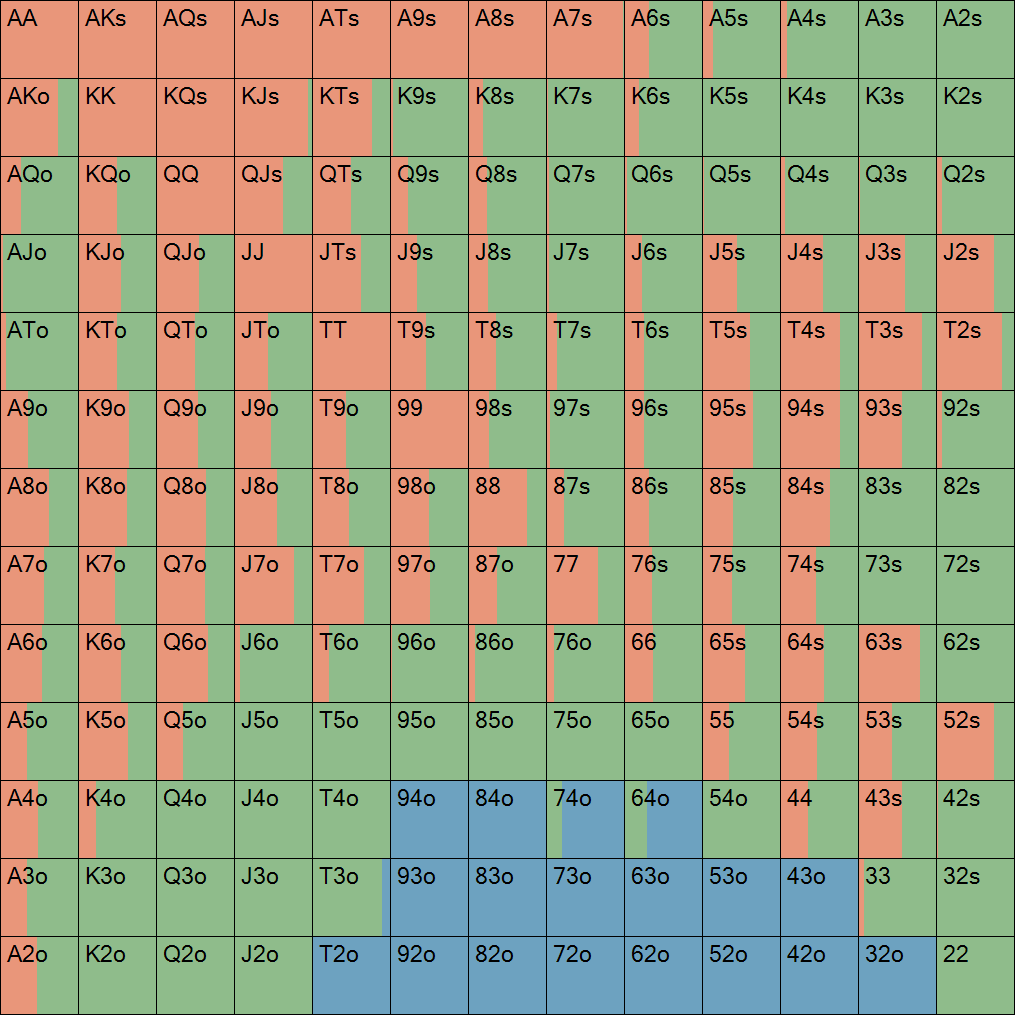 AA AKs AQs AJs ATs A9s A8s A7s A6s A5s A4s A3s A2s
AKo KK KQs KJs KTs K9s K8s K7s K6s K5s K4s K3s K2s
AQo KQo QQ QJs QTs Q9s Q8s Q7s Q6s Q5s Q4s Q3s Q2s
AJo KJo QJo JJ JTs J9s J8s J7s J6s J5s J4s J3s J2s
ATo KTo QTo JTo TT T9s T8s T7s T6s T5s T4s T3s T2s
A9o K9o Q9o J9o T9o 99 98s 97s 96s 95s 94s 93s 92s
A8o K8o Q8o J8o T8o 98o 88 87s 86s 85s 84s 83s 82s
A7o K7o Q7o J7o T7o 97o 87o 77 76s 75s 74s 73s 72s
A6o K6o Q6o J6o T6o 96o 86o 76o 66 65s 64s 63s 62s
A5o K5o Q5o J5o T5o 95o 85o 75o 65o 55 54s 53s 52s
A4o K4o Q4o J4o T4o 94o 84o 74o 64o 54o 44 43s 42s
A3o K3o Q3o J3o T3o 93o 83o 73o 63o 53o 43o 33 32s
A2o K2o Q2o J2o T2o 92o 82o 72o 62o 52o 42o 32o 22